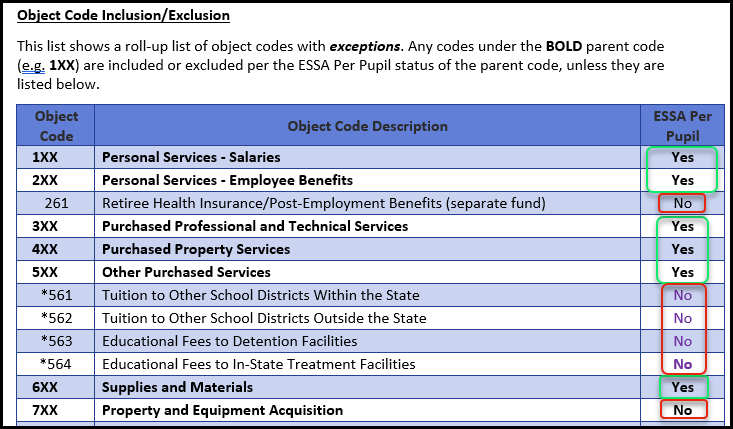 Object Code Inclusion/Exclusion
This list shows a roll-up list of object codes with exceptions. Any codes under the BOLD parent code
(e.g. 1XX) are included or excluded per the ESSA Per Pupil status of the parent code, unless they are
listed below.
Object Code Object Code Description ESSA Per Pupil
1XX Personal Services - Salaries Yes
2XX Personal Services - Employee Benefits Yes
261 Retiree Health Insurance/Post-Employment Benefits (separate fund) No
3XX Purchased Professional and Technical Services Yes
4XX Purchased Property Services Yes
5XX Other Purchased Services Yes
*561 Tuition to Other School Districts Within the State No
*562 Tuition to Other School Districts Outside the State No
*563 Educational Fees to Detention Facilities No
*564 Educational Fees to In-State Treatment Facilities No
6XX Supplies and Materials Yes
7XX Property and Equipment Acquisition No